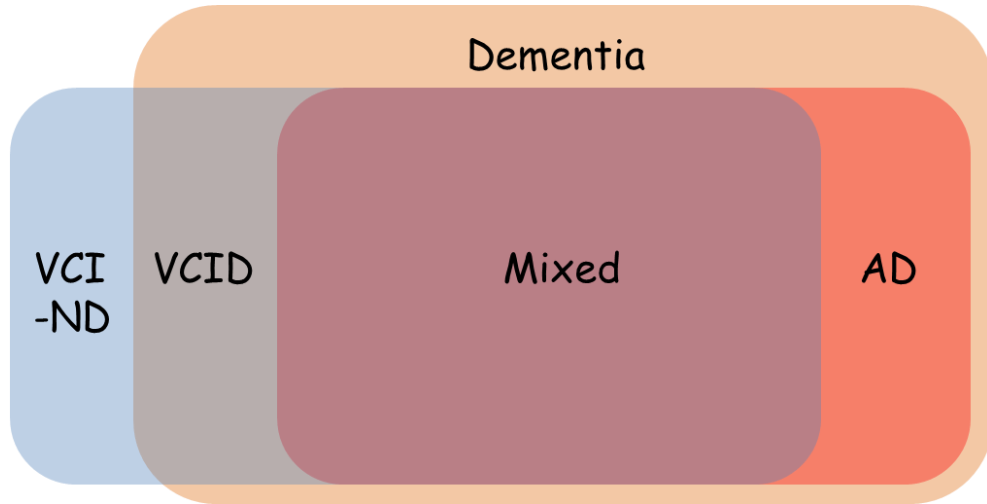 Dementia
VCI
-ND
VCID
Mixed
AD